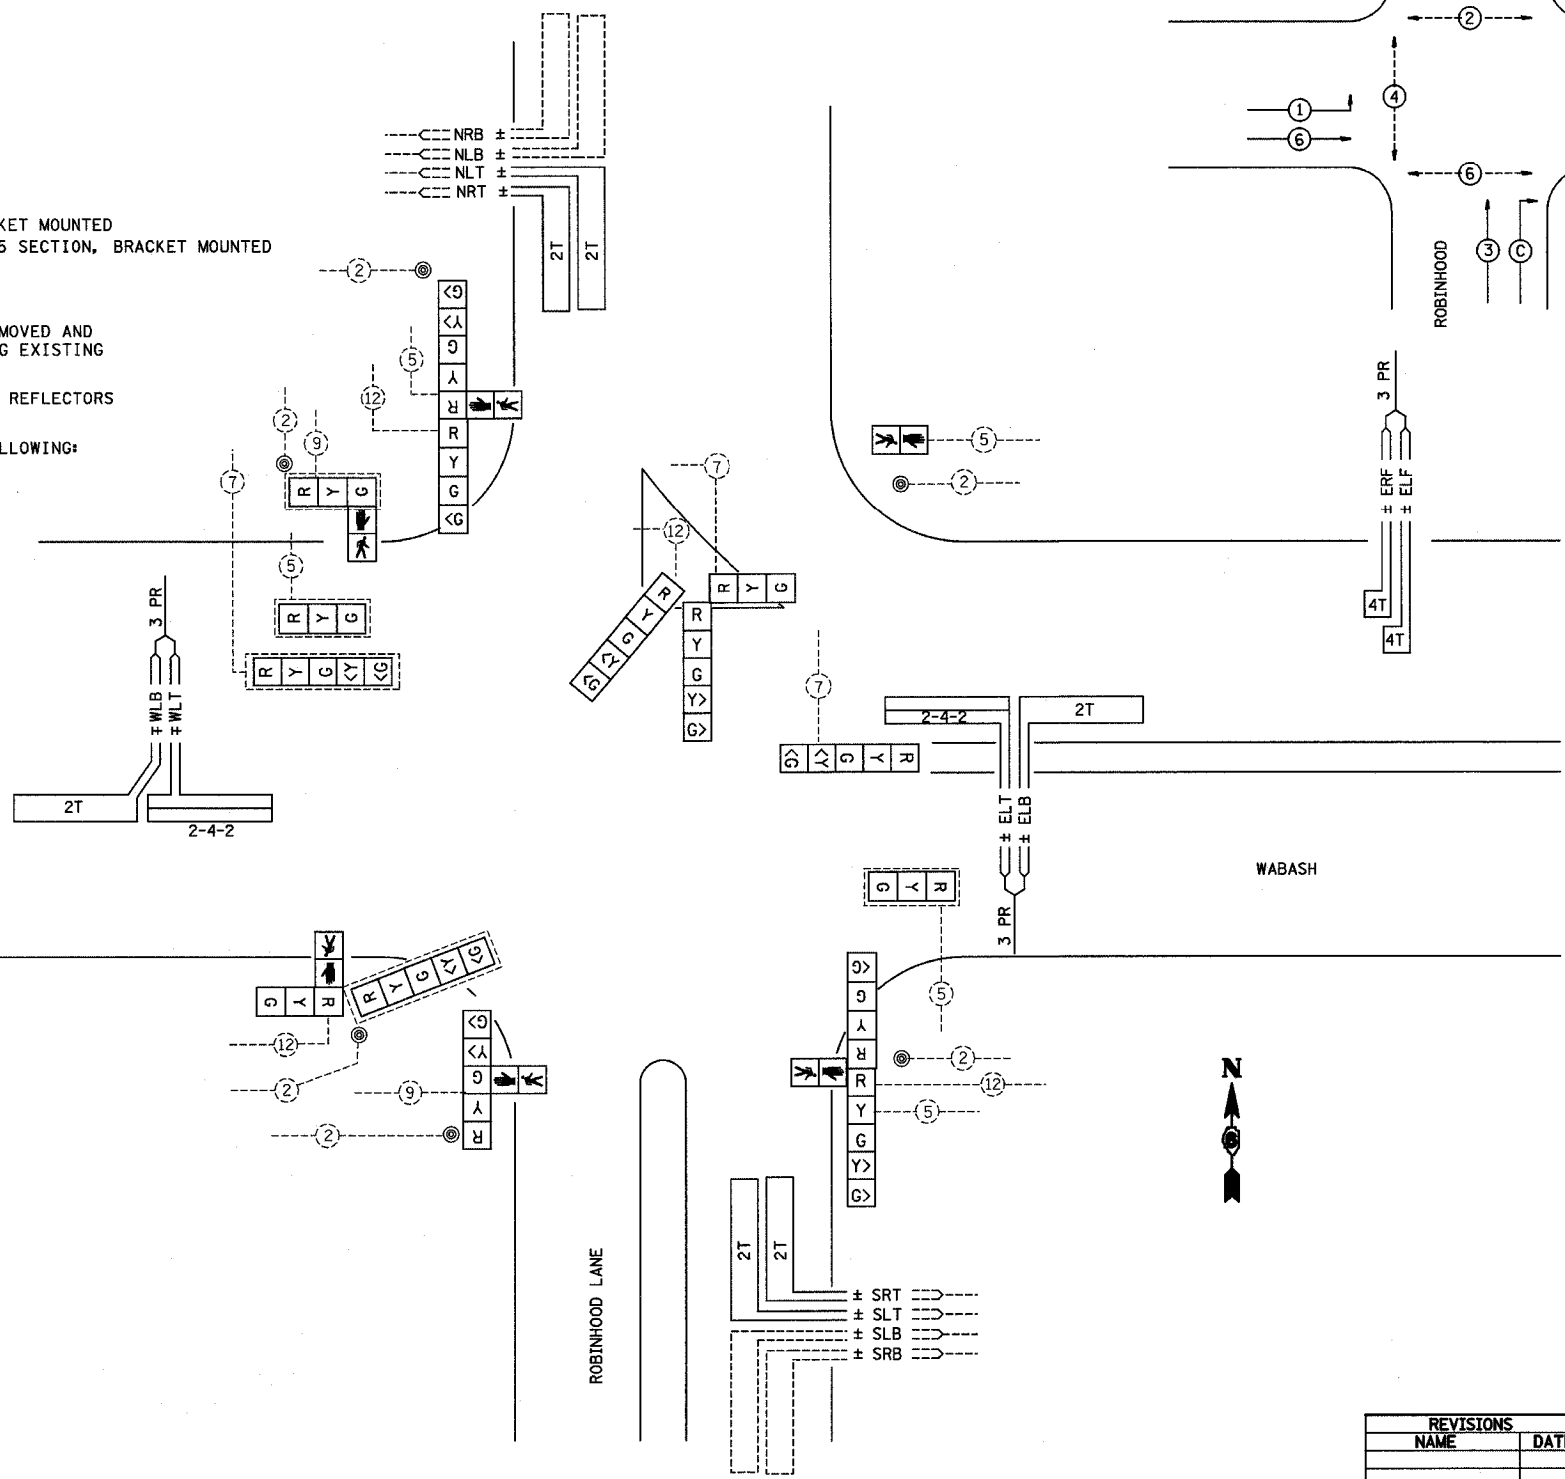 KET MOUNTED
5 SECTION, BRACKET MOUNTED
MOVED AND
G EXISTING
REFLECTORS
LLOWING:
NRB ±
NLB ±
NLT ±
NRT ±
2T
2T
2
<G
<Y
G
Y
R
5
12
R
Y
G
<G
2
9
R Y G
7
5
R Y G
R Y G <Y <G
3 PR
± WLB
± WLT
2T
2-4-2
7
12
R Y G <Y <G
R Y G
R
Y
G
Y>
G>
5
2
7
<G <Y G Y R
2-4-2
2T
± ELT
± ELB
3 PR
2
4
1
6
6
3
C
ROBINHOOD
3 PR
± ERF
± ELF
4T
4T
WABASH
G Y R
5
G Y R
R Y G <Y <G
12
2
G>
Y>
G
Y
R
9
2
G>
G
Y
R
R
Y
G
Y>
G>
2
12
5
N
ROBINHOOD LANE
2T
2T
± SRT
± SLT
± SLB
± SRB
REVISIONS
NAME DAT